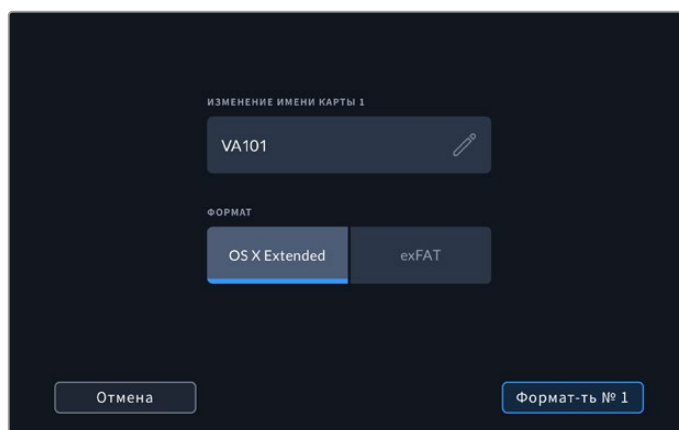 ИЗМЕНЕНИЕ ИМЕНИ КАРТЫ 1
VA101
ФОРМАТ
OS X Extended exFAT
Отмена Формат-ть № 1